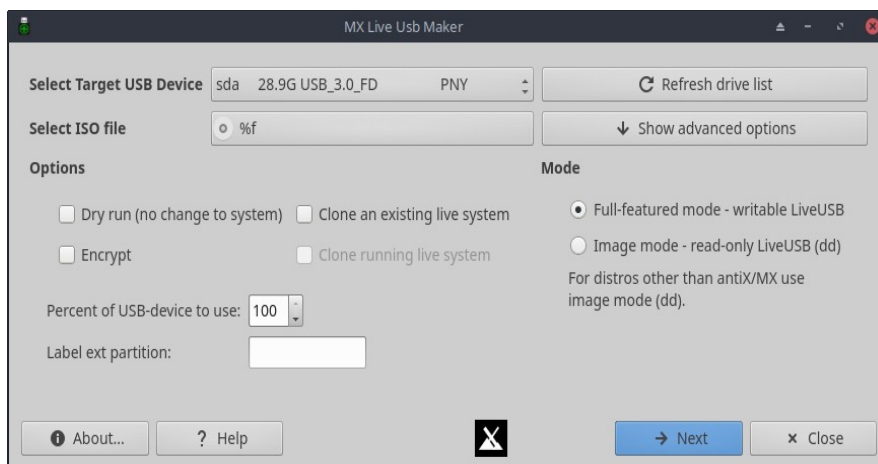 MX Live Usb Maker
Select Target USB Device sda 28.9G USB_3.0_FD PNY Refresh drive list
Select ISO file %f Show advanced options
Options Mode
Dry run (no change to system) Clone an existing live system Full-featured mode - writable LiveUSB
Encrypt Clone running live system Image mode - read-only LiveUSB (dd)
For distros other than antiX/MX use
image mode (dd).
Percent of USB-device to use: 100
Label ext partition:
About... ? Help Next Close